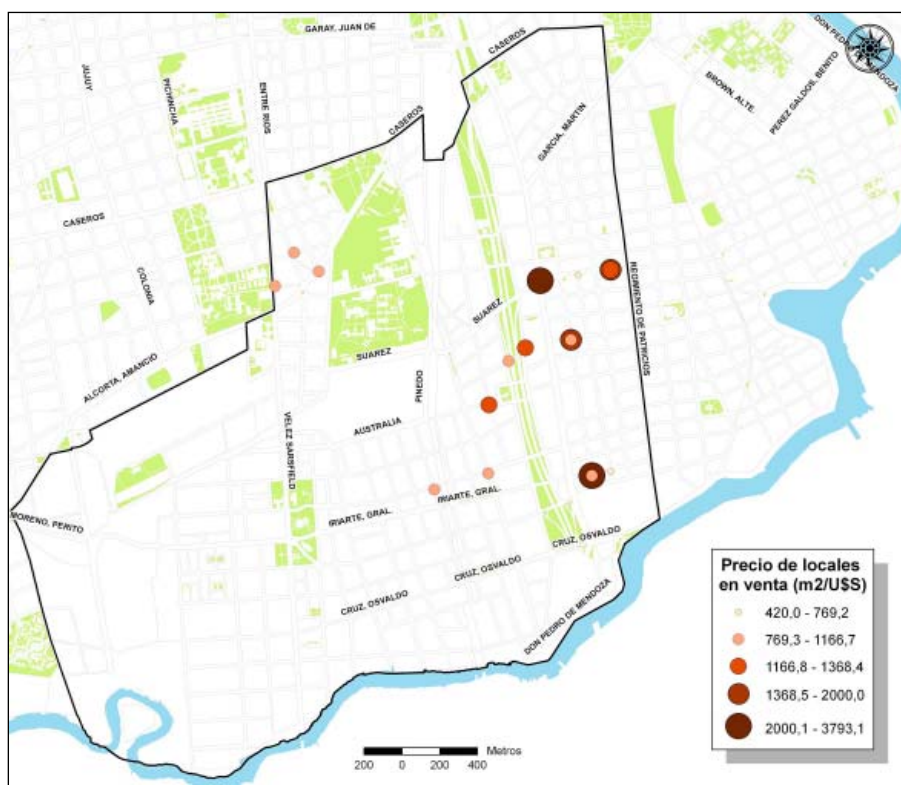 GARAY, JUAN DE
CASEROS
DON PEDRO DE MENDOZA
JUJUY
PICHINCHA
ENTRE RIOS
CASEROS
BROWN, ALTE.
PEREZ GALDOS, BENITO
GARCIA, MARTIN
CASEROS
COLONIA
REGIMIENTO DE PATRICIOS
SUAREZ
SUAREZ
ALCORTA, AMANCIO
PINEDO
VELEZ SARSFIELD
AUSTRALIA
IRIARTE, GRAL.
IRIARTE, GRAL.
MORENO, PERITO
CRUZ, OSVALDO
CRUZ, OSVALDO
CRUZ, OSVALDO
DON PEDRO DE MENDOZA
Precio de locales
en venta (m2/U$S)
420,0 - 769,2
769,3 - 1166,7
1166,8 - 1368,4
1368,5 - 2000,0
2000,1 - 3793,1
Metros
200 0 200 400